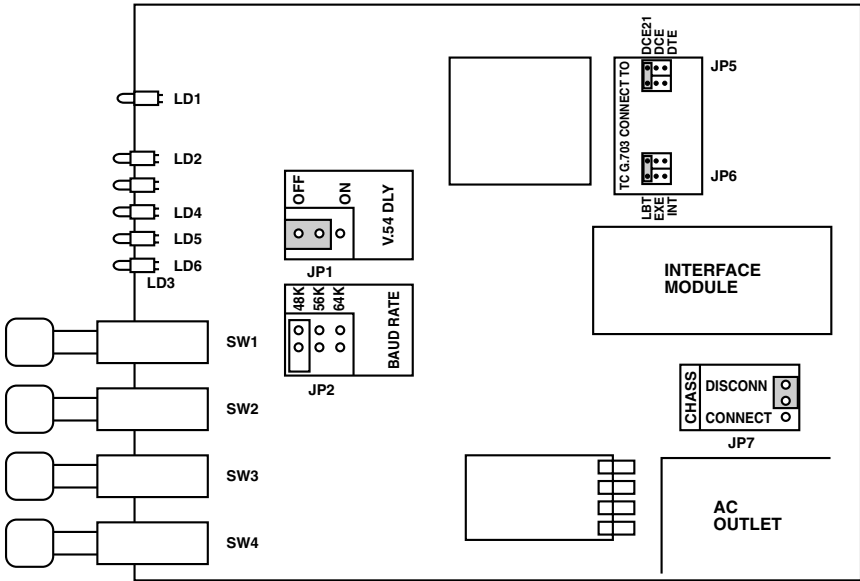 LD1
LD2
LD4
LD5
LD6
LD3
SW1
SW2
SW3
SW4
OFF
ON
V.54 DLY
JP1
48K
56K
64K
BAUD RATE
JP2
DCE21
DCE
DTE
TC G.703 CONNECT TO
JP5
JP6
LBT
EXE
INT
INTERFACE
MODULE
CHASS
DISCONN
CONNECT
JP7
AC
OUTLET